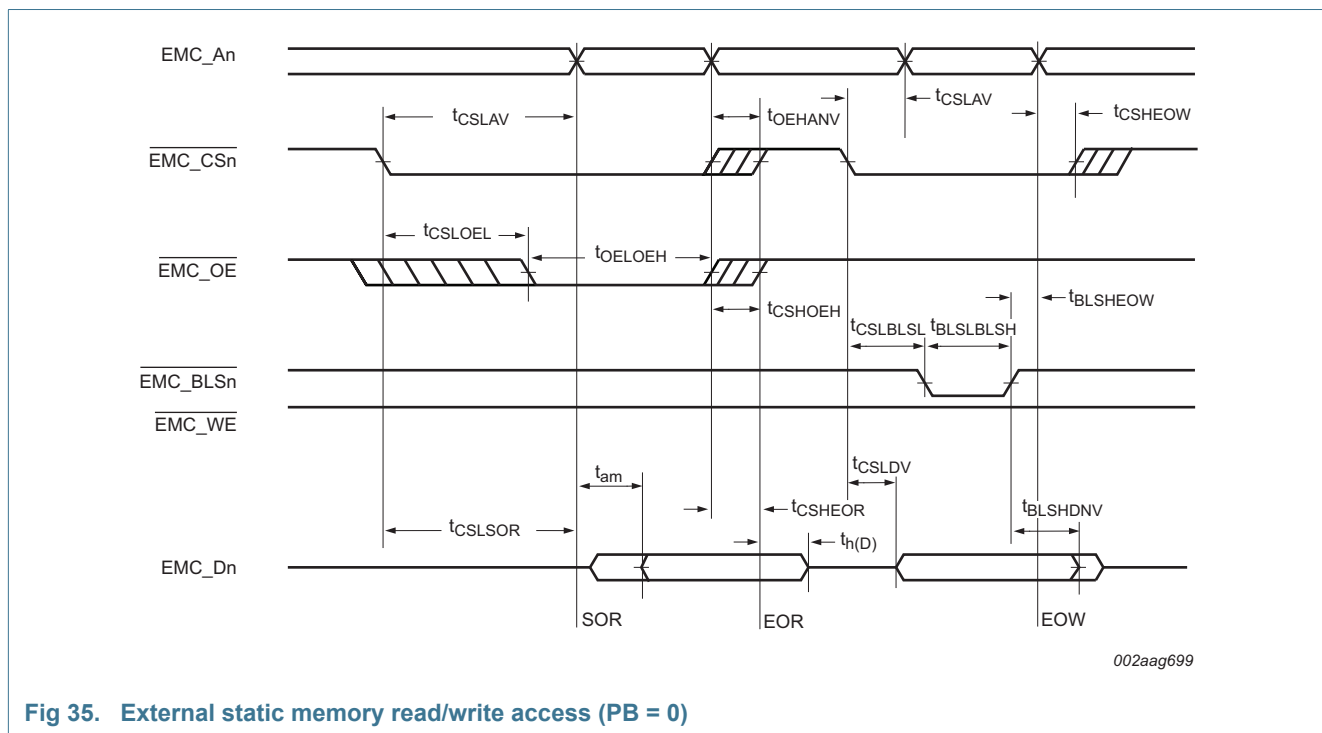 EMC_An
tCSLAV
tOEHANV
tCSLAV
tCSHEOW
EMC_CSn
tCSLOEL
tOELOEH
EMC_OE
tCSHOEH
tBLSHEOW
tCSLBLSL
tBLSLBLSH
EMC_BLSn
EMC_WE
tam
tCSLDV
tCSLSOR
tCSHEOR
tBLSHDNV
th(D)
EMC_Dn
SOR
EOR
EOW
002aag699
Fig 35. External static memory read/write access (PB = 0)